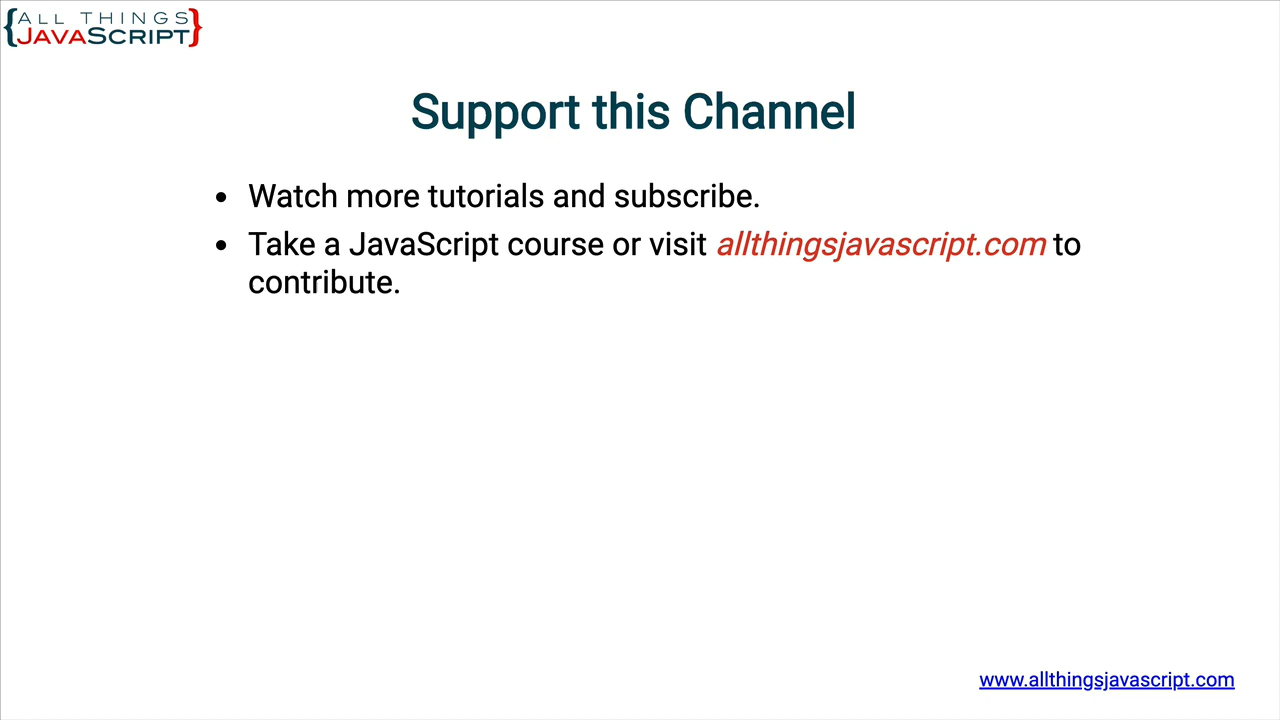 {ALL THINGS
JAVASCRIPT}
Support this Channel
• Watch more tutorials and subscribe.
• Take a JavaScript course or visit allthingsjavascript.com to
contribute.
www.allthingsjavascript.com